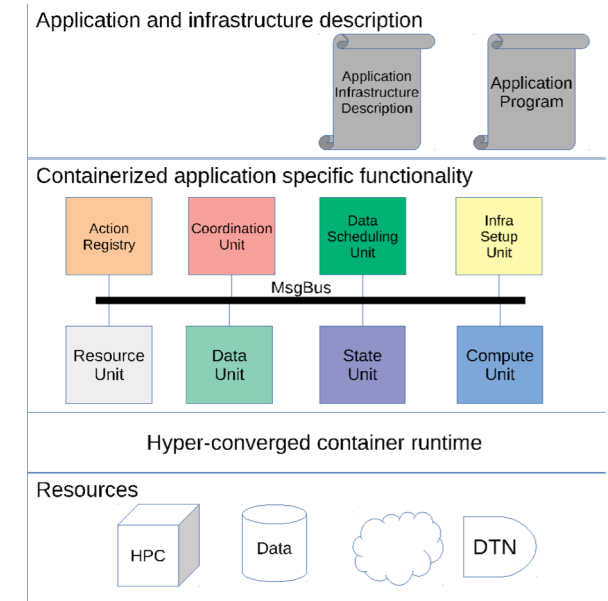 Application and infrastructure description
Application
Infrastructure
Description
Application
Program
Containerized application specific functionality
Action
Registry
Coordination
Unit
Data
Scheduling
Unit
Infra
Setup
Unit
MsgBus
Resource
Unit
Data
Unit
State
Unit
Compute
Unit
Hyper-converged container runtime
Resources
HPC
Data
DTN